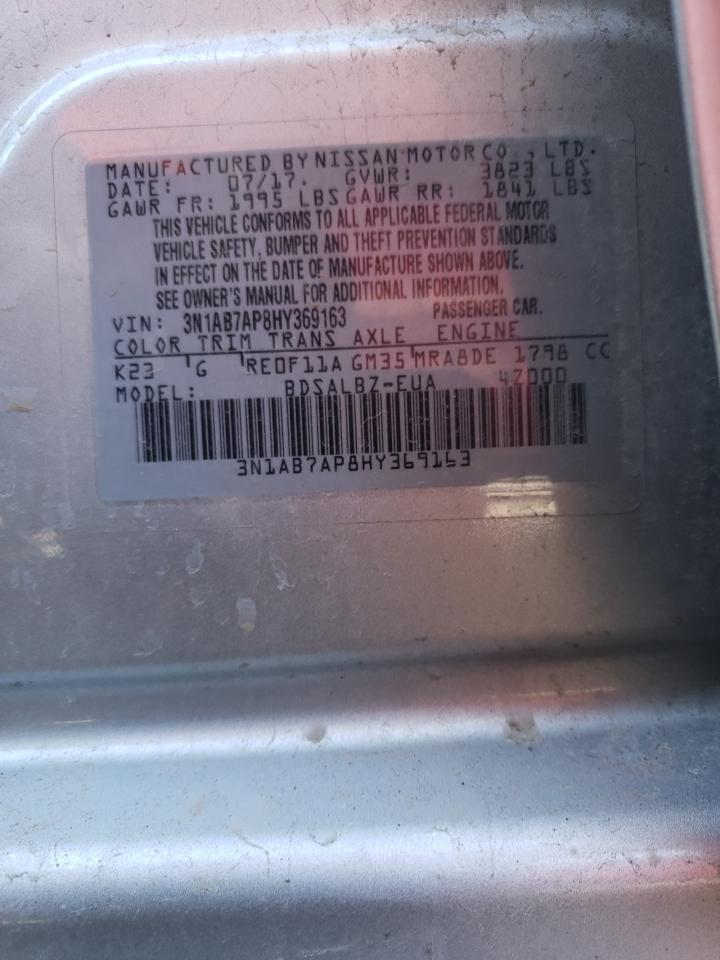 MANUFACTURED BY NISSAN MOTOR CO., LTD.
DATE: 07/17. GVWR: 3823 LBS
GAWR FR: 1995 LBS GAWR RR: 1841 LBS
THIS VEHICLE CONFORMS TO ALL APPLICABLE FEDERAL MOTOR
VEHICLE SAFETY, BUMPER AND THEFT PREVENTION STANDARDS
IN EFFECT ON THE DATE OF MANUFACTURE SHOWN ABOVE.
SEE OWNER'S MANUAL FOR ADDITIONAL INFORMATION.
VIN: 3N1AB7AP8HY369163 PASSENGER CAR.
COLOR TRIM TRANS AXLE ENGINE
K23 G RE0F11A GM35 MRA8DE 1798 CC
MODEL: BDSALBZ-EUA 4Z000
3N1AB7AP8HY369163